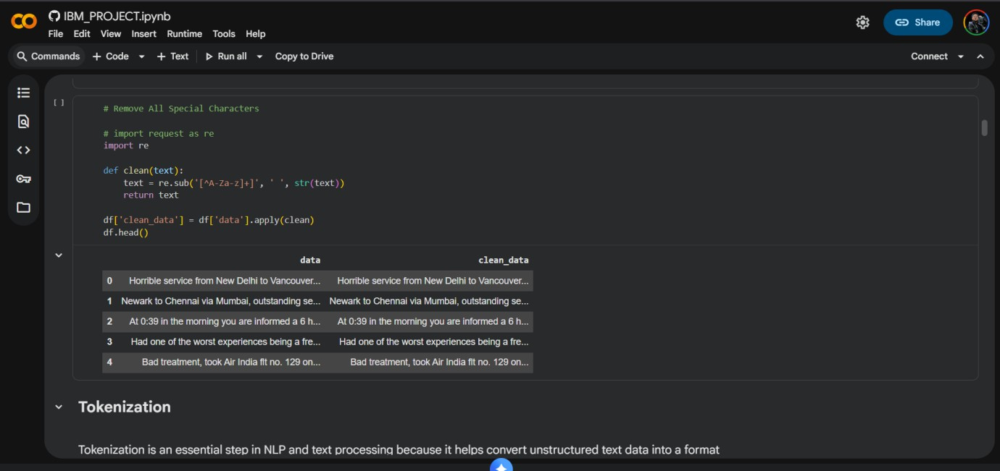 IBM_PROJECT.ipynb
File Edit View Insert Runtime Tools Help
Share
Commands + Code + Text Run all Copy to Drive
Connect
[ ]
# Remove All Special Characters
# import request as re
import re
def clean(text):
text = re.sub('[^A-Za-z]+]', ' ', str(text))
return text
df['clean_data'] = df['data'].apply(clean)
df.head()
data clean_data
0 Horrible service from New Delhi to Vancouver... Horrible service from New Delhi to Vancouver...
1 Newark to Chennai via Mumbai, outstanding se... Newark to Chennai via Mumbai, outstanding se...
2 At 0:39 in the morning you are informed a 6 h... At 0:39 in the morning you are informed a 6 h...
3 Had one of the worst experiences being a fre... Had one of the worst experiences being a fre...
4 Bad treatment, took Air India flt no. 129 on... Bad treatment, took Air India flt no. 129 on...
Tokenization
Tokenization is an essential step in NLP and text processing because it helps convert unstructured text data into a format